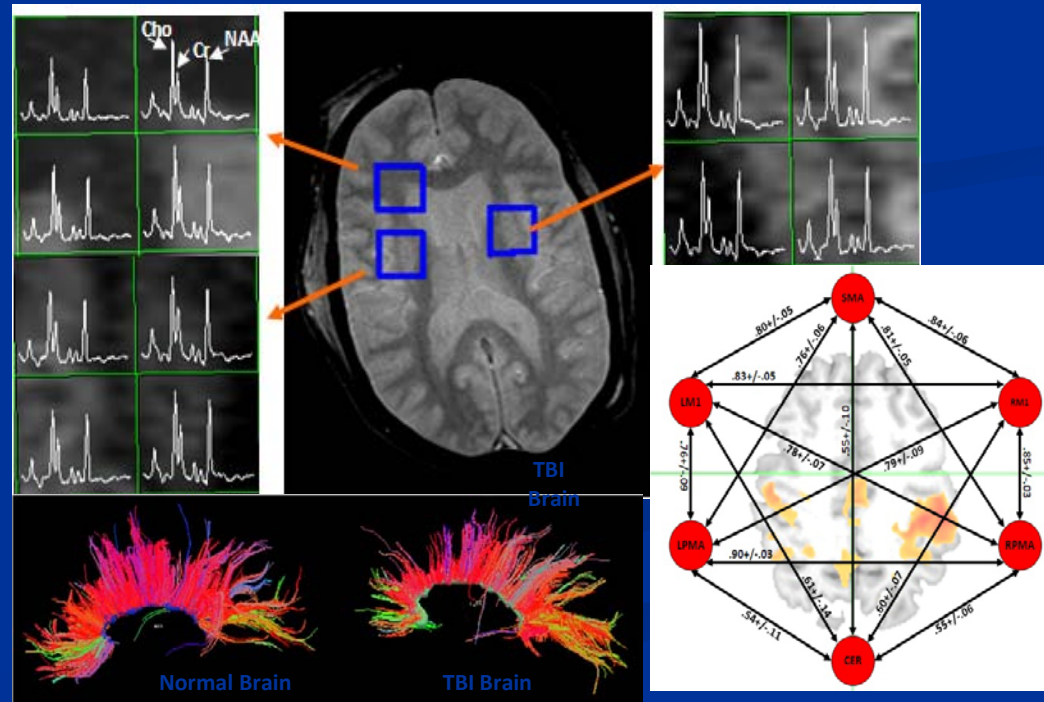 Cho
Cr
NAA
TBI
Brain
Normal Brain
TBI Brain
SMA
.80+/-.05
.76+/-.06
.81+/-.05
.84+/-.06
.83+/-.05
LM1
RM1
.55+/-.10
.76+/-.09
.78+/-.07
.79+/-.09
.85+/-.03
LPMA
RPMA
.90+/-.03
.61+/-.14
.60+/-.07
.54+/-.11
.55+/-.06
CER